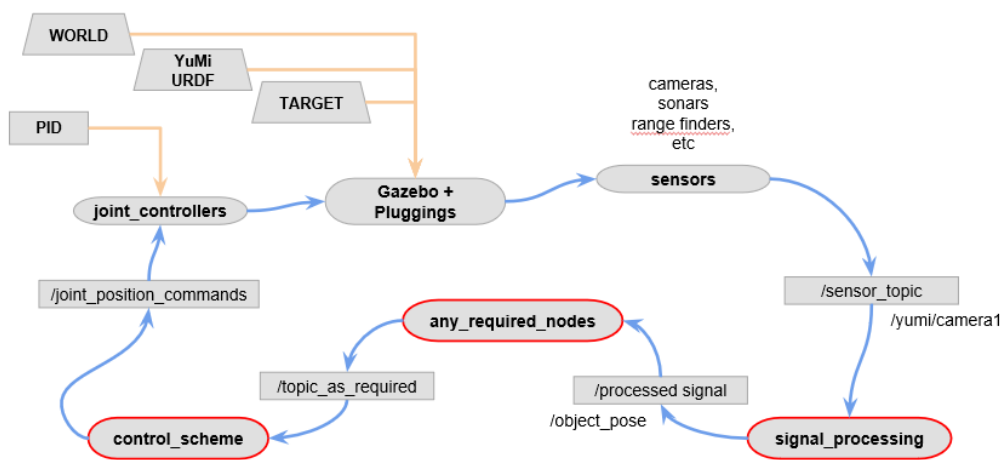 WORLD
YuMi
URDF
TARGET
PID
cameras,
sonars
range finders,
etc
sensors
Gazebo +
Pluggings
joint_controllers
/joint_position_commands
/sensor_topic
/yumi/camera1
any_required_nodes
/topic_as_required
/processed signal
/object_pose
control_scheme
signal_processing